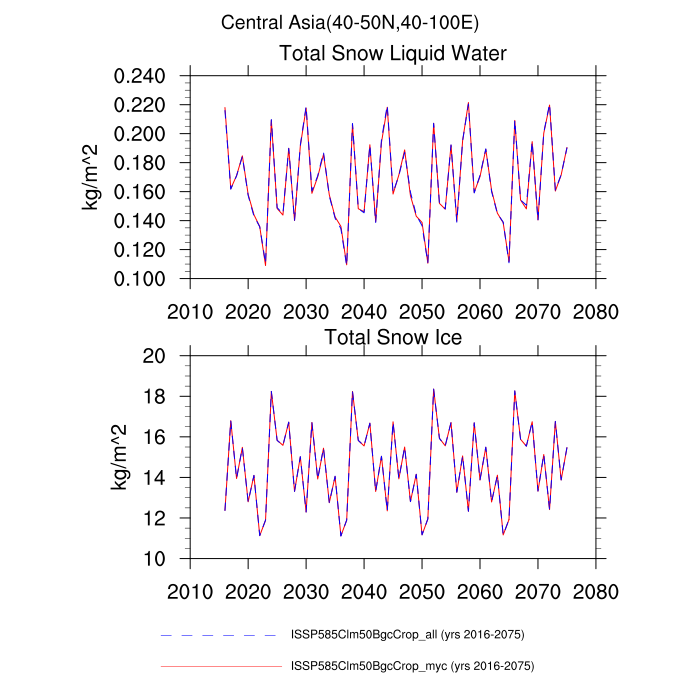 Central Asia(40-50N,40-100E)
Total Snow Liquid Water
0.240
0.220
0.200
0.180
0.160
0.140
0.120
0.100
kg/m^2
2010 2020 2030 2040 2050 2060 2070 2080
Total Snow Ice
20
18
16
14
12
10
kg/m^2
2010 2020 2030 2040 2050 2060 2070 2080
ISSP585Clm50BgcCrop_all (yrs 2016-2075)
ISSP585Clm50BgcCrop_myc (yrs 2016-2075)